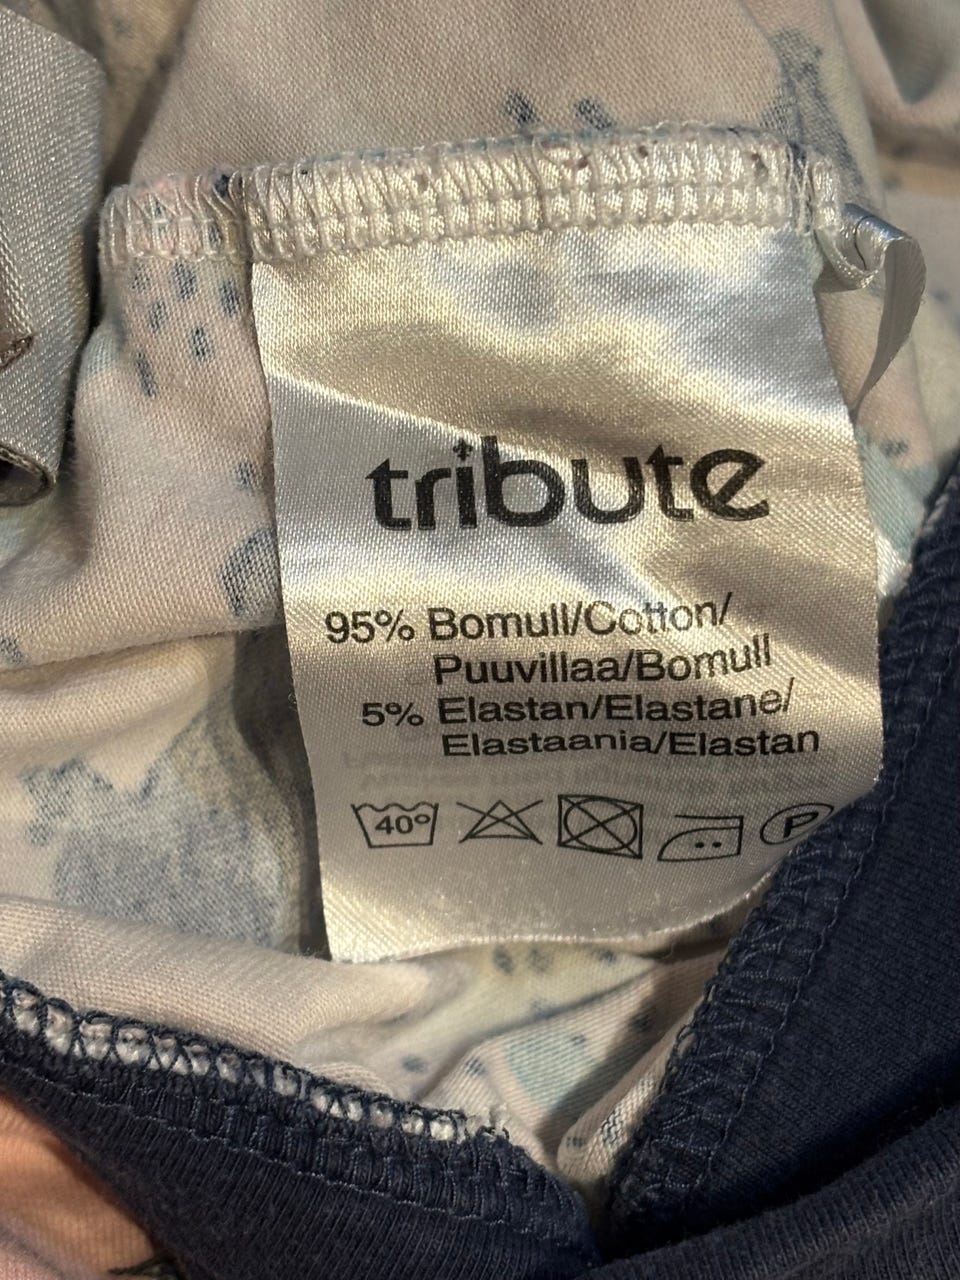 tribute
95% Bomull/Cotton/
Puuvillaa/Bomull
5% Elastan/Elastane/
Elastaania/Elastan
40°
P